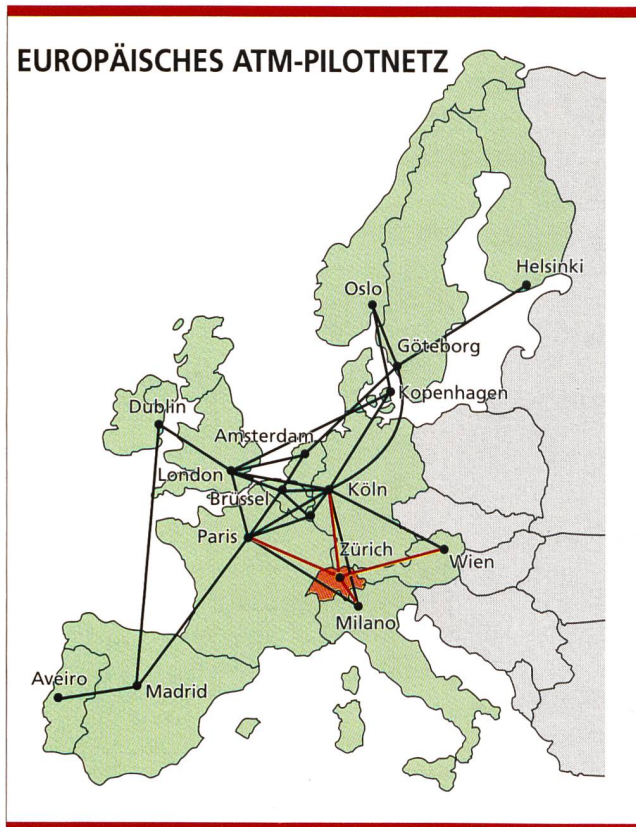 EUROPÄISCHES ATM-PILOTNETZ
Helsinki
Oslo
Göteborg
Kopenhagen
Dublin
Amsterdam
London
Köln
Brüssel
Paris
Zürich
Wien
Milano
Aveiro
Madrid